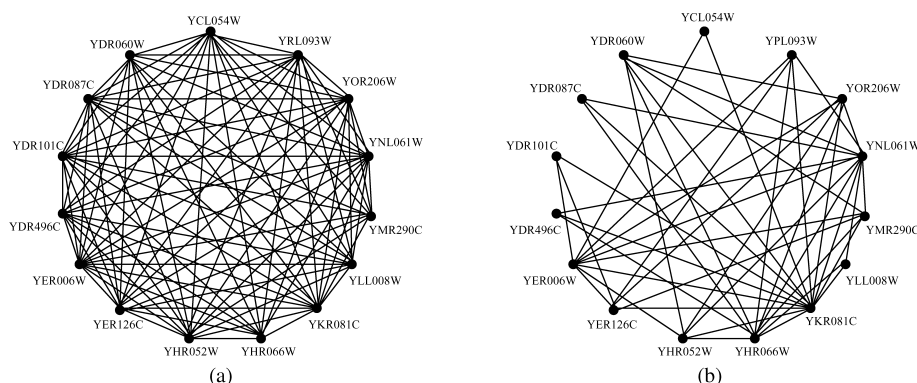 YCL054W
YDR060W
YRL093W
YDR087C
YOR206W
YDR101C
YNL061W
YDR496C
YMR290C
YER006W
YLL008W
YER126C
YKR081C
YHR052W
YHR066W
(a)
YCL054W
YDR060W
YPL093W
YDR087C
YOR206W
YDR101C
YNL061W
YDR496C
YMR290C
YER006W
YLL008W
YER126C
YKR081C
YHR052W
YHR066W
(b)